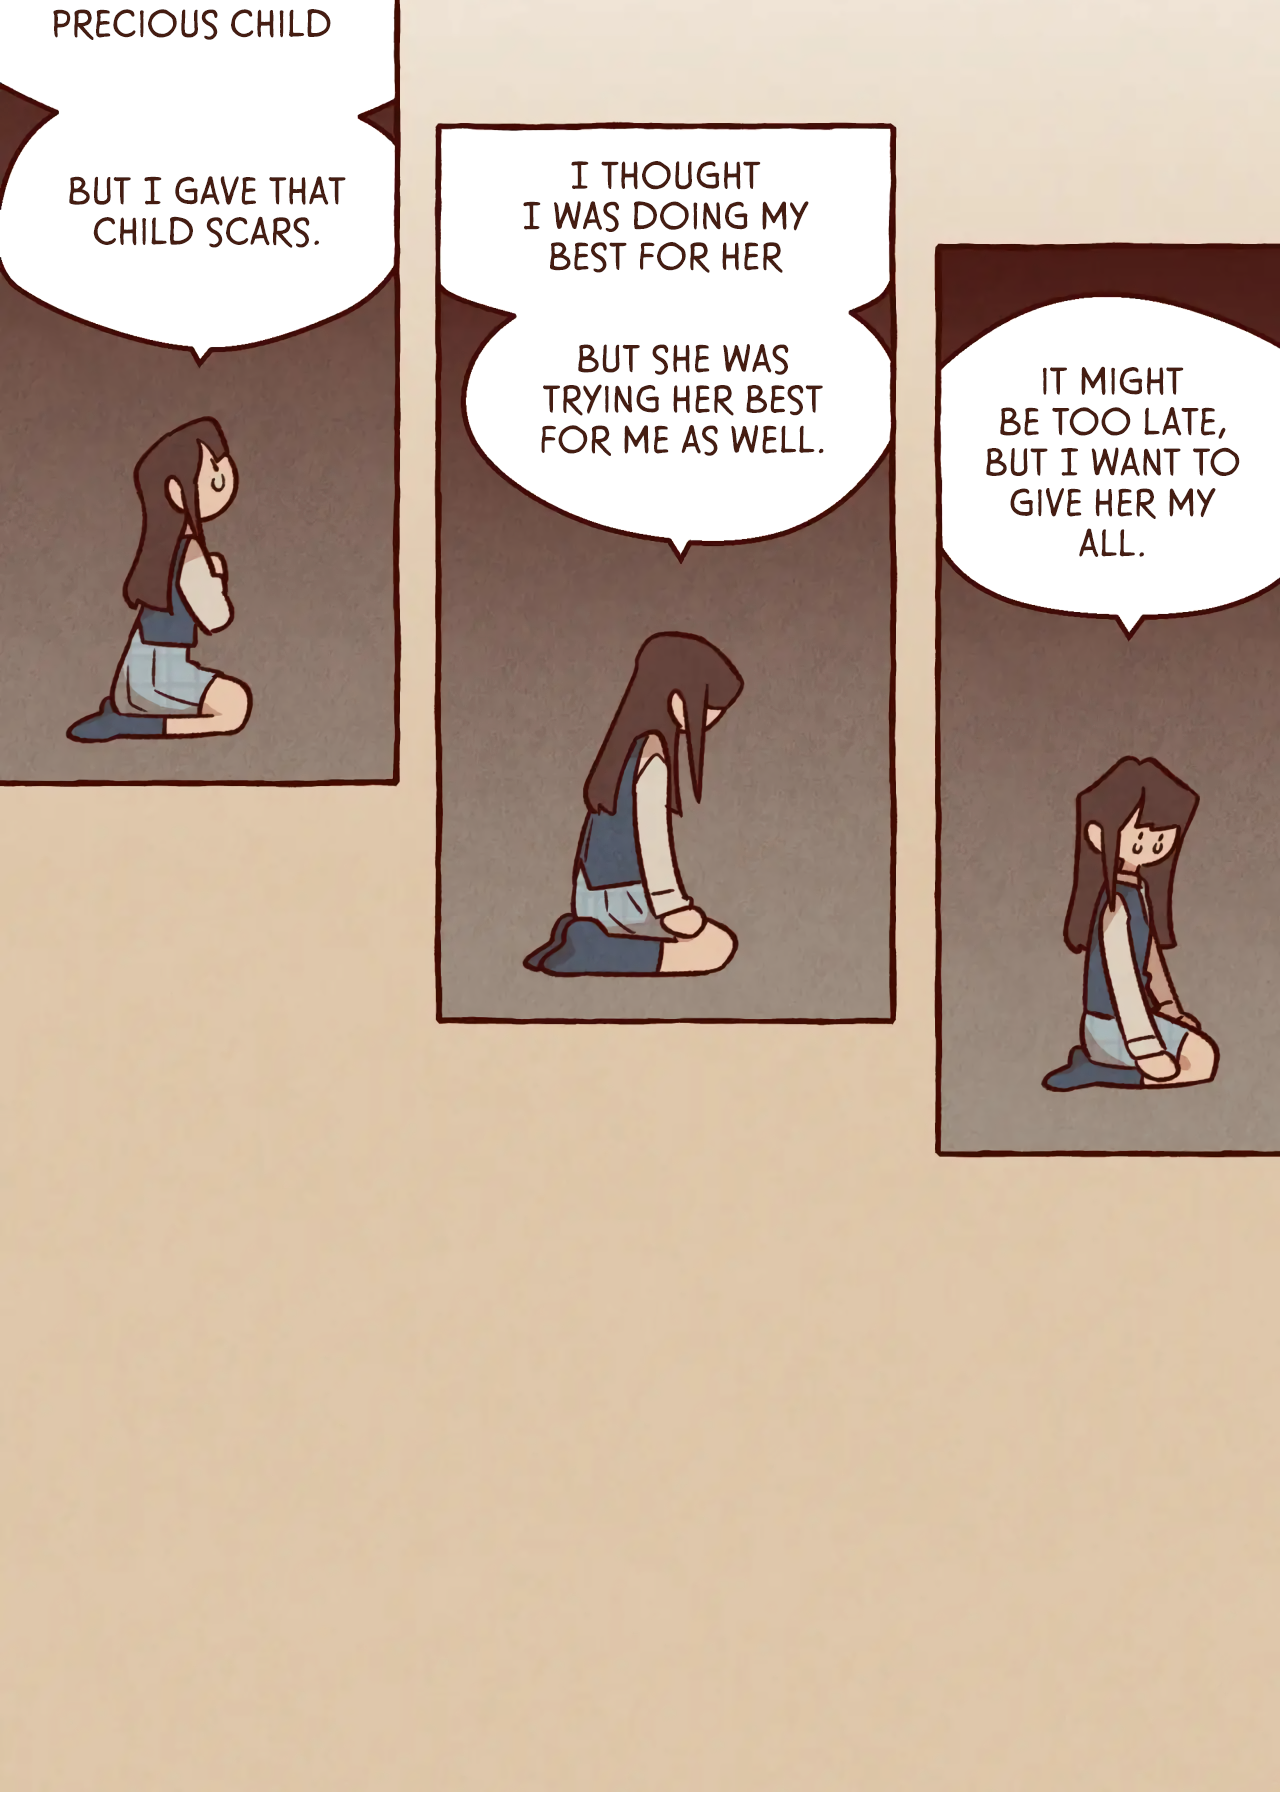 PRECIOUS CHILD
BUT I GAVE THAT
CHILD SCARS.
I THOUGHT
I WAS DOING MY
BEST FOR HER
BUT SHE WAS
TRYING HER BEST
FOR ME AS WELL.
IT MIGHT
BE TOO LATE,
BUT I WANT TO
GIVE HER MY
ALL.